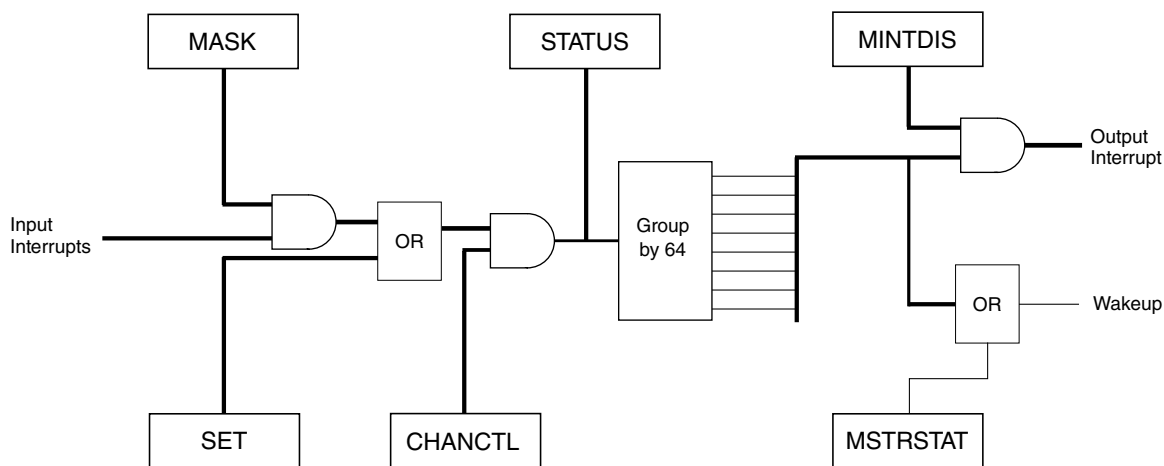 MASK
STATUS
MINTDIS
Output
Interrupt
Input
Interrupts
OR
Group
by 64
OR
Wakeup
SET
CHANCTL
MSTRSTAT